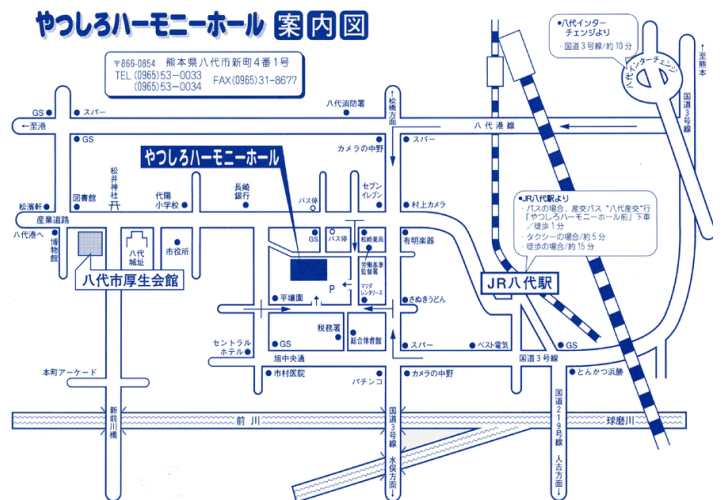 やつしろハーモニーホール 案内図
〒866-0854 熊本県八代市新町4番1号
TEL (0965)53-0033
(0965)53-0034
FAX(0965)31-8677
●八代インター
チェンジより
・国道3号線/約10分
八代インターチェンジ
↑至熊本
国道3号線
GS
スパー
八代消防署
↑松橋方面
←至港
八代港線
GS
カメラの中野
スパー
やつしろハーモニーホール
松濱軒
図書館
松井神社
代陽
小学校
長崎
銀行
バス停
セブン
イレブン
村上カメラ
産業道路
八代港へ
博物館
八代
城址
市役所
GS
バス停
松崎薬局
有明楽器
労働基準
監督署
●JR八代駅より
・バスの場合、産交バス“八代産交”行
「やつしろハーモニーホール前」下車
/徒歩1分
・タクシーの場合/約5分
・徒歩の場合/約15分
八代市厚生会館
JR八代駅
P
マツダ
レンタリース
平壌園
さぬきうどん
税務署
総合体育館
セントラル
ホテル
GS
旭中央通
スパー
ベスト電気
国道3号線
GS
本町アーケード
市村医院
パチンコ
カメラの中野
とんかつ浜勝
新前川橋
前川
国道3号線
水俣方面↓
国道219号線
人吉方面↓
球磨川